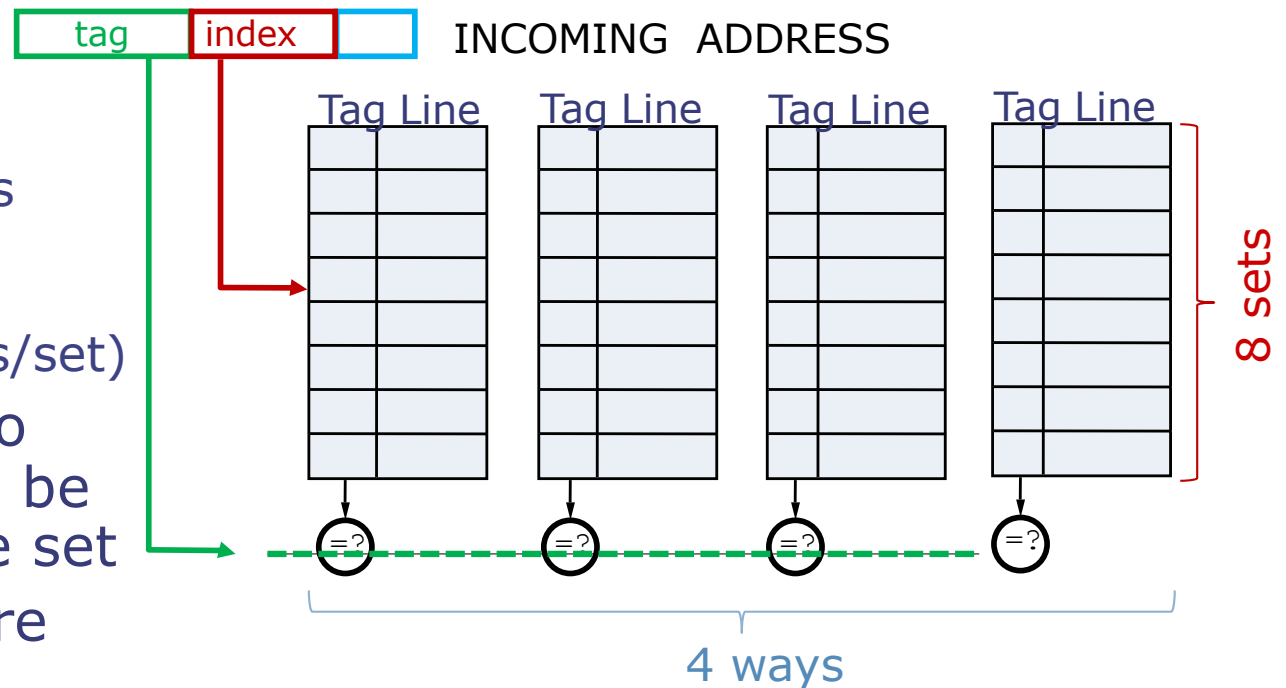 tag index INCOMING ADDRESS
Tag Line Tag Line Tag Line Tag Line
s
s/set)
o
be
e set
re
=? =? =? =?
8 sets
4 ways